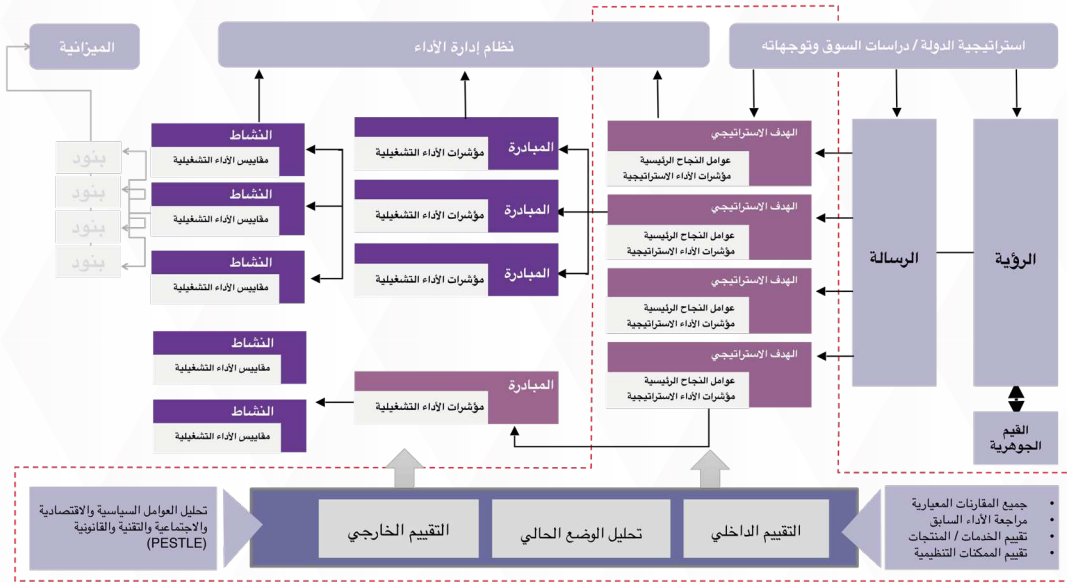 استراتيجية الدولة / دراسات السوق وتوجهاته
نظام إدارة الأداء
الميزانية
الرؤية
الرسالة
القيم
الجوهرية
الهدف الاستراتيجي
عوامل النجاح الرئيسية
مؤشرات الأداء الاستراتيجية
الهدف الاستراتيجي
عوامل النجاح الرئيسية
مؤشرات الأداء الاستراتيجية
الهدف الاستراتيجي
عوامل النجاح الرئيسية
مؤشرات الأداء الاستراتيجية
الهدف الاستراتيجي
عوامل النجاح الرئيسية
مؤشرات الأداء الاستراتيجية
المبادرة
مؤشرات الأداء التشغيلية
المبادرة
مؤشرات الأداء التشغيلية
المبادرة
مؤشرات الأداء التشغيلية
المبادرة
مؤشرات الأداء التشغيلية
النشاط
مقاييس الأداء التشغيلية
النشاط
مقاييس الأداء التشغيلية
النشاط
مقاييس الأداء التشغيلية
النشاط
مقاييس الأداء التشغيلية
النشاط
مقاييس الأداء التشغيلية
بنود
بنود
بنود
بنود
• جميع المقارنات المعيارية
• مراجعة الأداء السابق
• تقييم الخدمات / المنتجات
• تقييم الممكنات التنظيمية
التقييم الداخلي
تحليل الوضع الحالي
التقييم الخارجي
تحليل العوامل السياسية والاقتصادية
والاجتماعية والتقنية والقانونية
(PESTLE)